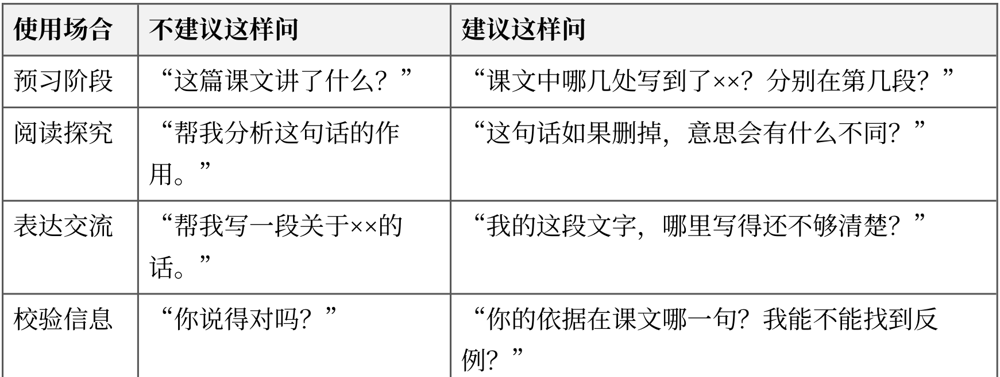 使用场合 不建议这样问 建议这样问
预习阶段 “这篇课文讲了什么？” “课文中哪几处写到了××？分别在第几段？”
阅读探究 “帮我分析这句话的作 “这句话如果删掉，意思会有什么不同？”
用。”
表达交流 “帮我写一段关于××的 “我的这段文字，哪里写得还不够清楚？”
话。”
校验信息 “你说得对吗？” “你的依据在课文哪一句？我能不能找到反
例？”